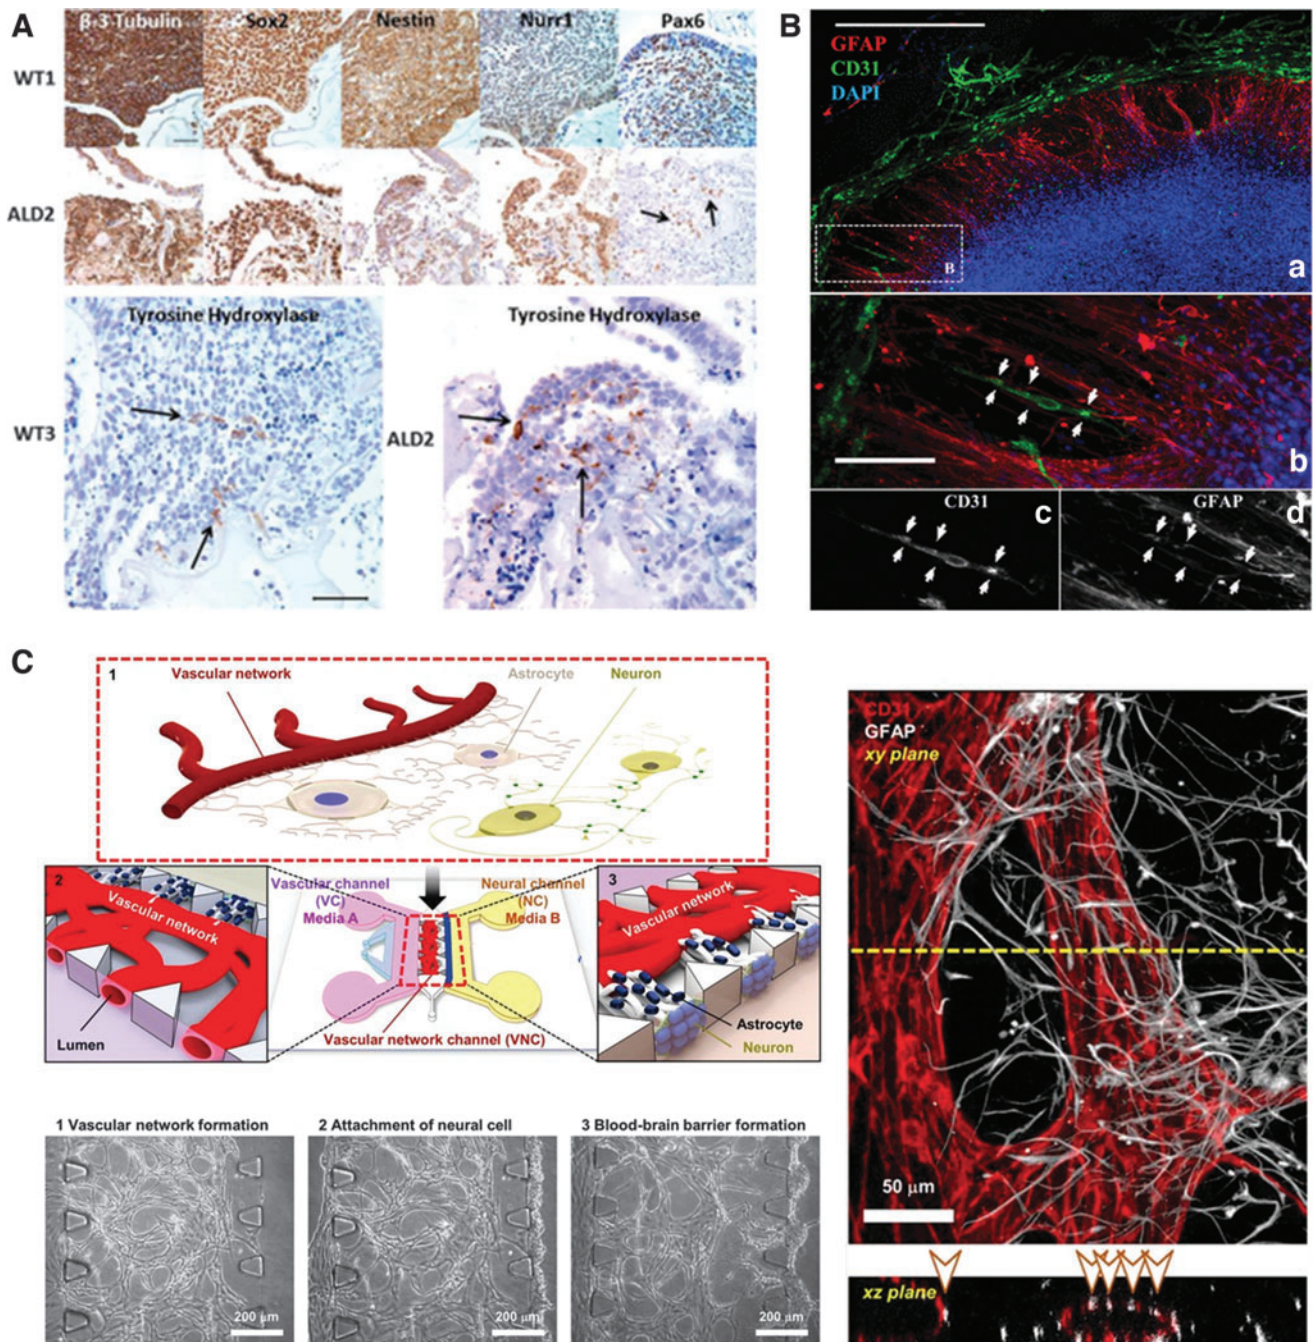 A
β-3 Tubulin
Sox2
Nestin
Nurr1
Pax6
WT1
ALD2
Tyrosine Hydroxylase
Tyrosine Hydroxylase
WT3
ALD2
B
GFAP
CD31
DAPI
B
a
b
CD31
c
GFAP
d
C
1
Vascular network
Astrocyte
Neuron
2
Vascular network
Lumen
Vascular channel
(VC)
Media A
Neural channel
(NC)
Media B
Vascular network channel (VNC)
3
Vascular network
Astrocyte
Neuron
1 Vascular network formation
200 μm
2 Attachment of neural cell
200 μm
3 Blood-brain barrier formation
200 μm
CD31
GFAP
xy plane
50 μm
xz plane